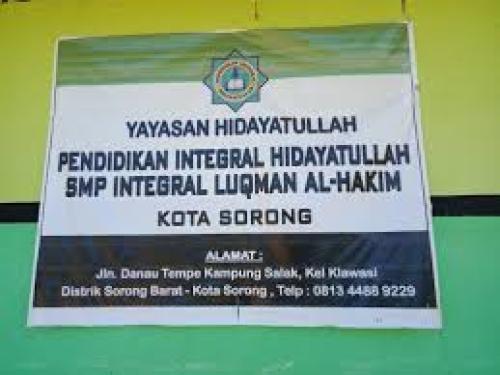 YAYASAN HIDAYATULLAH
PENDIDIKAN INTEGRAL HIDAYATULLAH
SMP INTEGRAL LUQMAN AL-HAKIM
KOTA SORONG
ALAMAT :
Jln. Danau Tempe Kampung Salak, Kel Klawasi
Distrik Sorong Barat - Kota Sorong , Telp : 0813 4488 9229